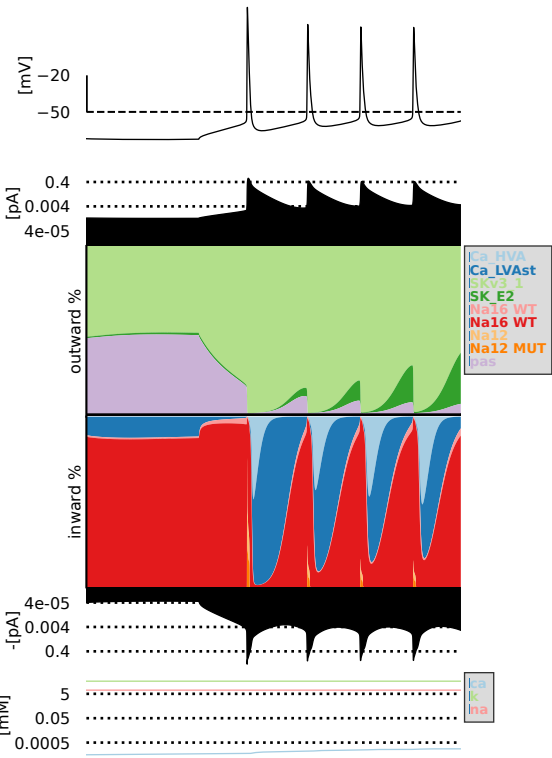 [mV]
−20
−50
[pA]
0.4
0.004
4e-05
outward %
Ca_HVA
Ca_LVAst
SKv3_1
SK_E2
Na16 WT
Na16 WT
Na12
Na12 MUT
pas
inward %
-[pA]
4e-05
0.004
0.4
[mM]
5
0.05
0.0005
ca
k
na